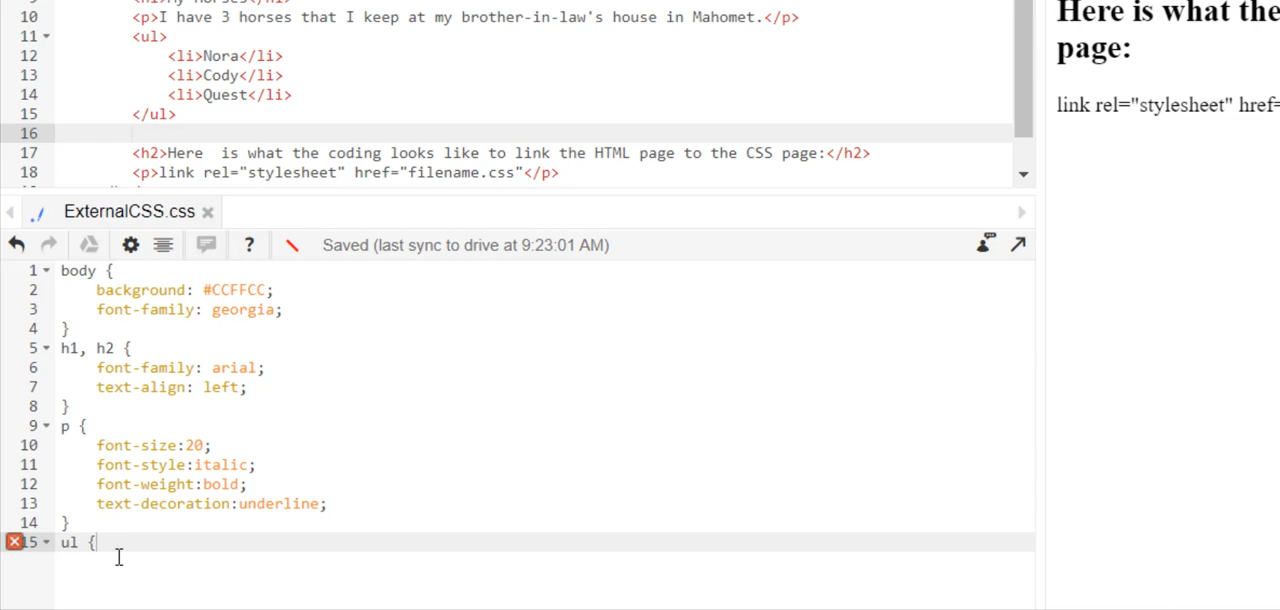 Here is what the
page:
link rel="stylesheet" href=
10 <p>I have 3 horses that I keep at my brother-in-law's house in Mahomet.</p>
11 <ul>
12 <li>Nora</li>
13 <li>Cody</li>
14 <li>Quest</li>
15 </ul>
16
17 <h2>Here  is what the coding looks like to link the HTML page to the CSS page:</h2>
18 <p>link rel="stylesheet" href="filename.css"</p>
ExternalCSS.css
? Saved (last sync to drive at 9:23:01 AM)
1 body {
2 background: #CCFFCC;
3 font-family: georgia;
4 }
5 h1, h2 {
6 font-family: arial;
7 text-align: left;
8 }
9 p {
10 font-size:20;
11 font-style:italic;
12 font-weight:bold;
13 text-decoration:underline;
14 }
15 ul {